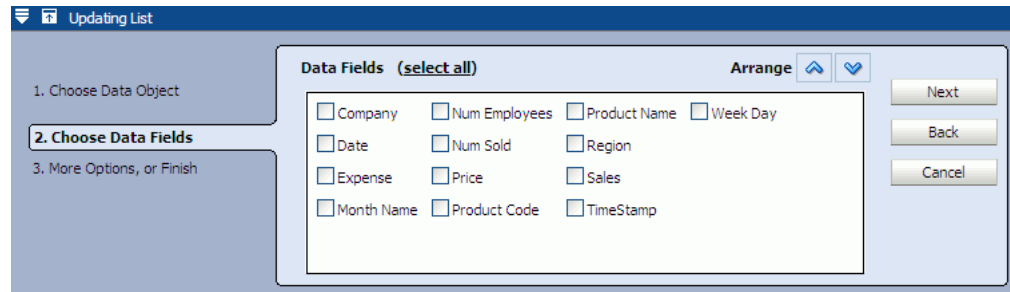 Updating List
1. Choose Data Object
2. Choose Data Fields
3. More Options, or Finish
Data Fields (select all) Arrange
Company Num Employees Product Name Week Day
Date Num Sold Region
Expense Price Sales
Month Name Product Code TimeStamp
Next
Back
Cancel